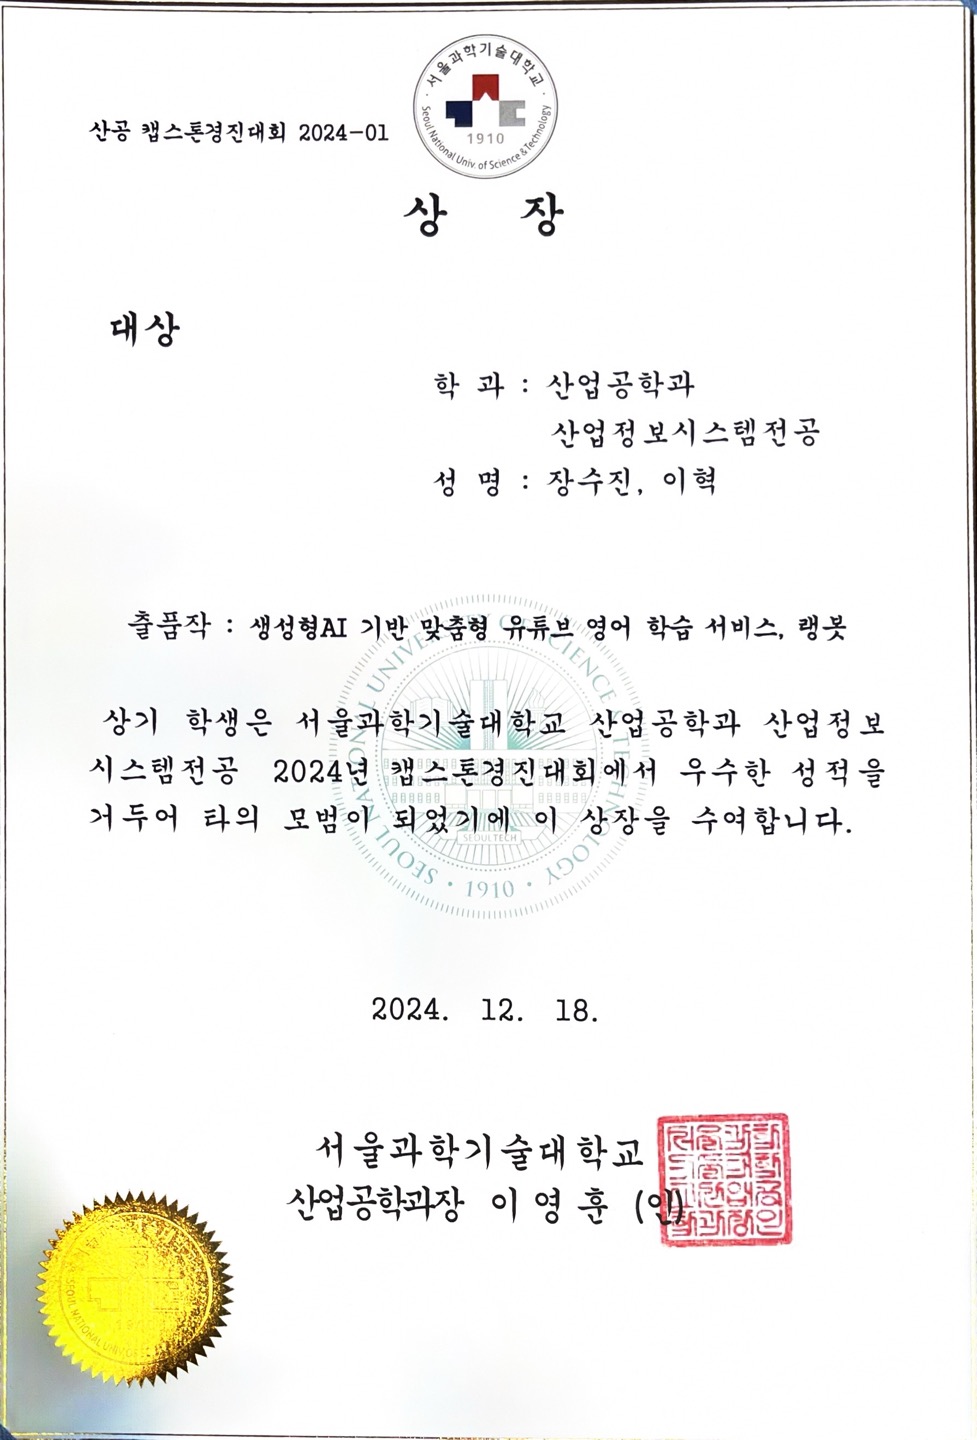 서울과학기술대학교
Seoul National Univ. of Science & Technology
1910
산공 캡스톤경진대회 2024-01
상 장
대상
학 과 : 산업공학과
산업정보시스템전공
성 명 : 장수진, 이혁
출품작 : 생성형AI 기반 맞춤형 유튜브 영어 학습 서비스, 랭봇
상기 학생은 서울과학기술대학교 산업공학과 산업정보
시스템전공 2024년 캡스톤경진대회에서 우수한 성적을
거두어 타의 모범이 되었기에 이 상장을 수여합니다.
SEOUL NATIONAL UNIVERSITY OF SCIENCE & TECHNOLOGY
SEOULTECH
· 1910 ·
2024. 12. 18.
서울과학기술대학교
산업공학과장 이 영 훈 (인)
SEOUL NATIONAL UNIV